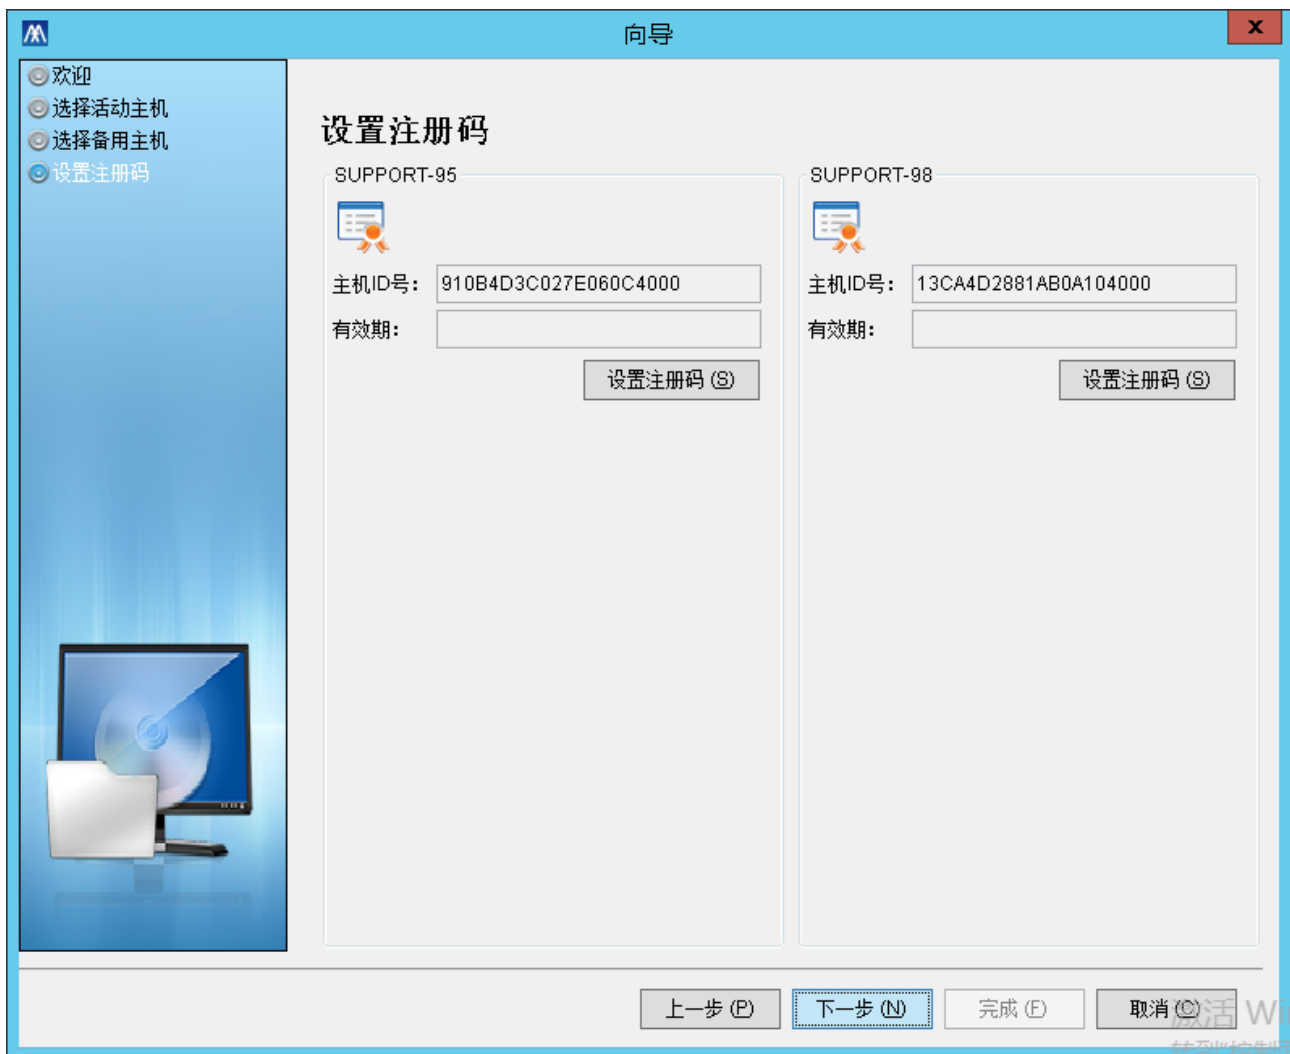 向导
欢迎
选择活动主机
选择备用主机
设置注册码
设置注册码
SUPPORT-95
主机ID号： 910B4D3C027E060C4000
有效期：
设置注册码 (S)
SUPPORT-98
主机ID号： 13CA4D2881AB0A104000
有效期：
设置注册码 (S)
上一步 (P) 下一步 (N) 完成 (F) 取消 (C)
激活 Wi